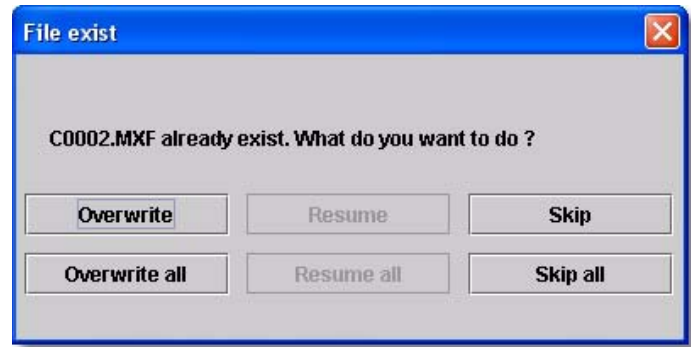 File exist
C0002.MXF already exist. What do you want to do ?
Overwrite Resume Skip
Overwrite all Resume all Skip all